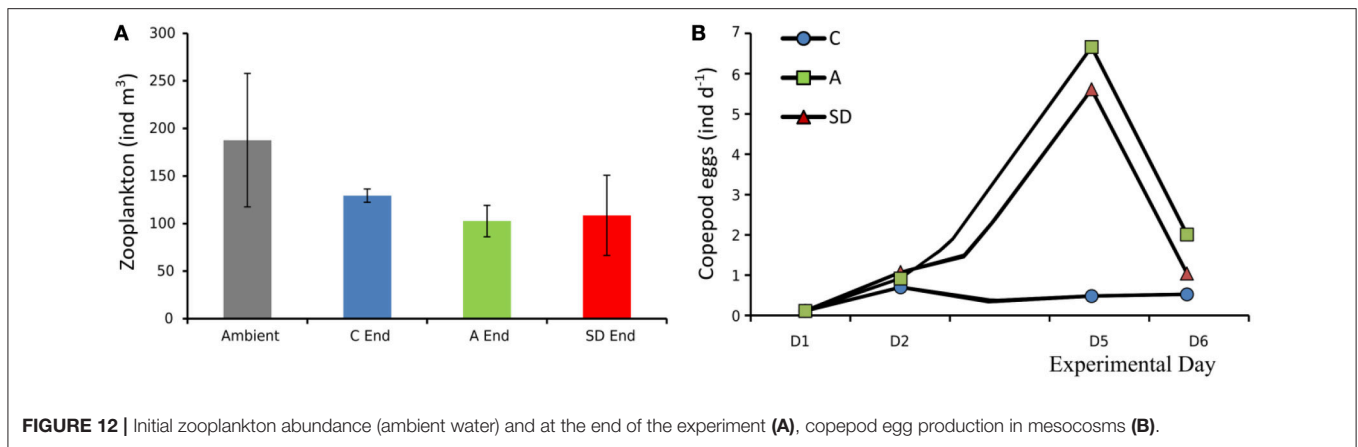 A
300
250
200
150
100
50
0
Zooplankton (ind m³)
Ambient
C End
A End
SD End
B
7
6
5
4
3
2
1
0
Copepod eggs (ind d⁻¹)
C
A
SD
D1
D2
D5
D6
Experimental Day
FIGURE 12 | Initial zooplankton abundance (ambient water) and at the end of the experiment (A), copepod egg production in mesocosms (B).